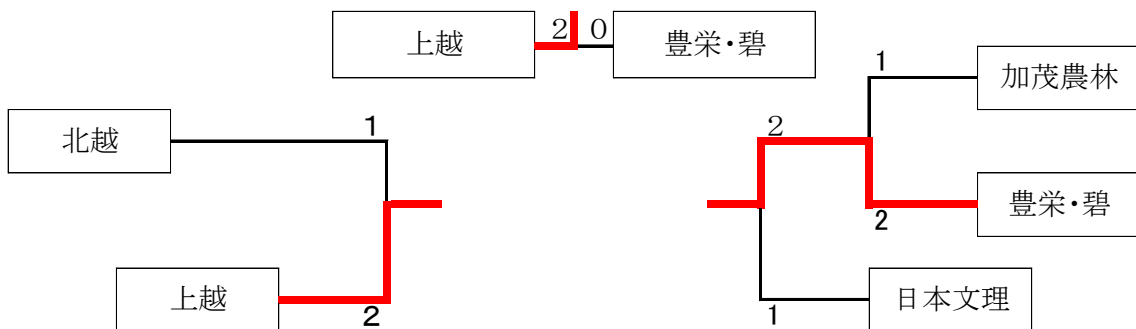 上越 2 0 豊栄・碧
1 加茂農林
北越 1 2
2 豊栄・碧
上越 2 1 日本文理